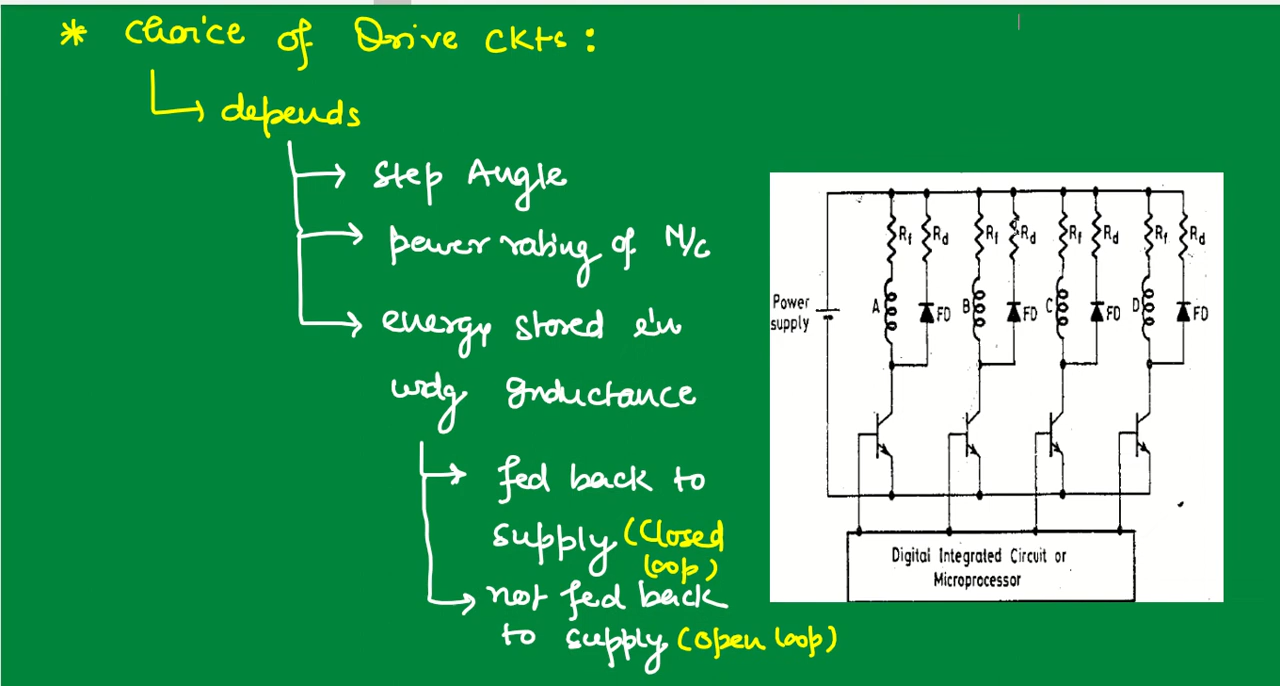 * Choice of Drive CKts :
depends
Step Angle
power rating of M/C
energy stored in
wdg Inductance
fed back to
supply (Closed
loop)
not fed back
to supply (open loop)
Rf Rd Rf Rd Rf Rd Rf Rd
Power
supply
A FD B FD C FD D FD
Digital Integrated Circuit or
Microprocessor